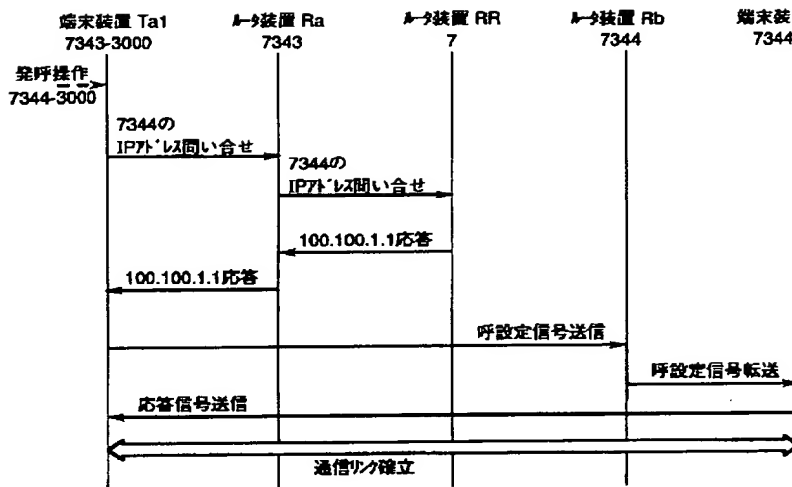 端末装置 Ta1
7343-3000
ルータ装置 Ra
7343
ルータ装置 RR
7
ルータ装置 Rb
7344
端末装
7344
発呼操作
7344-3000
7344の
IPアドレス問い合せ
7344の
IPアドレス問い合せ
100.100.1.1応答
100.100.1.1応答
呼設定信号送信
呼設定信号転送
応答信号送信
通信リンク確立